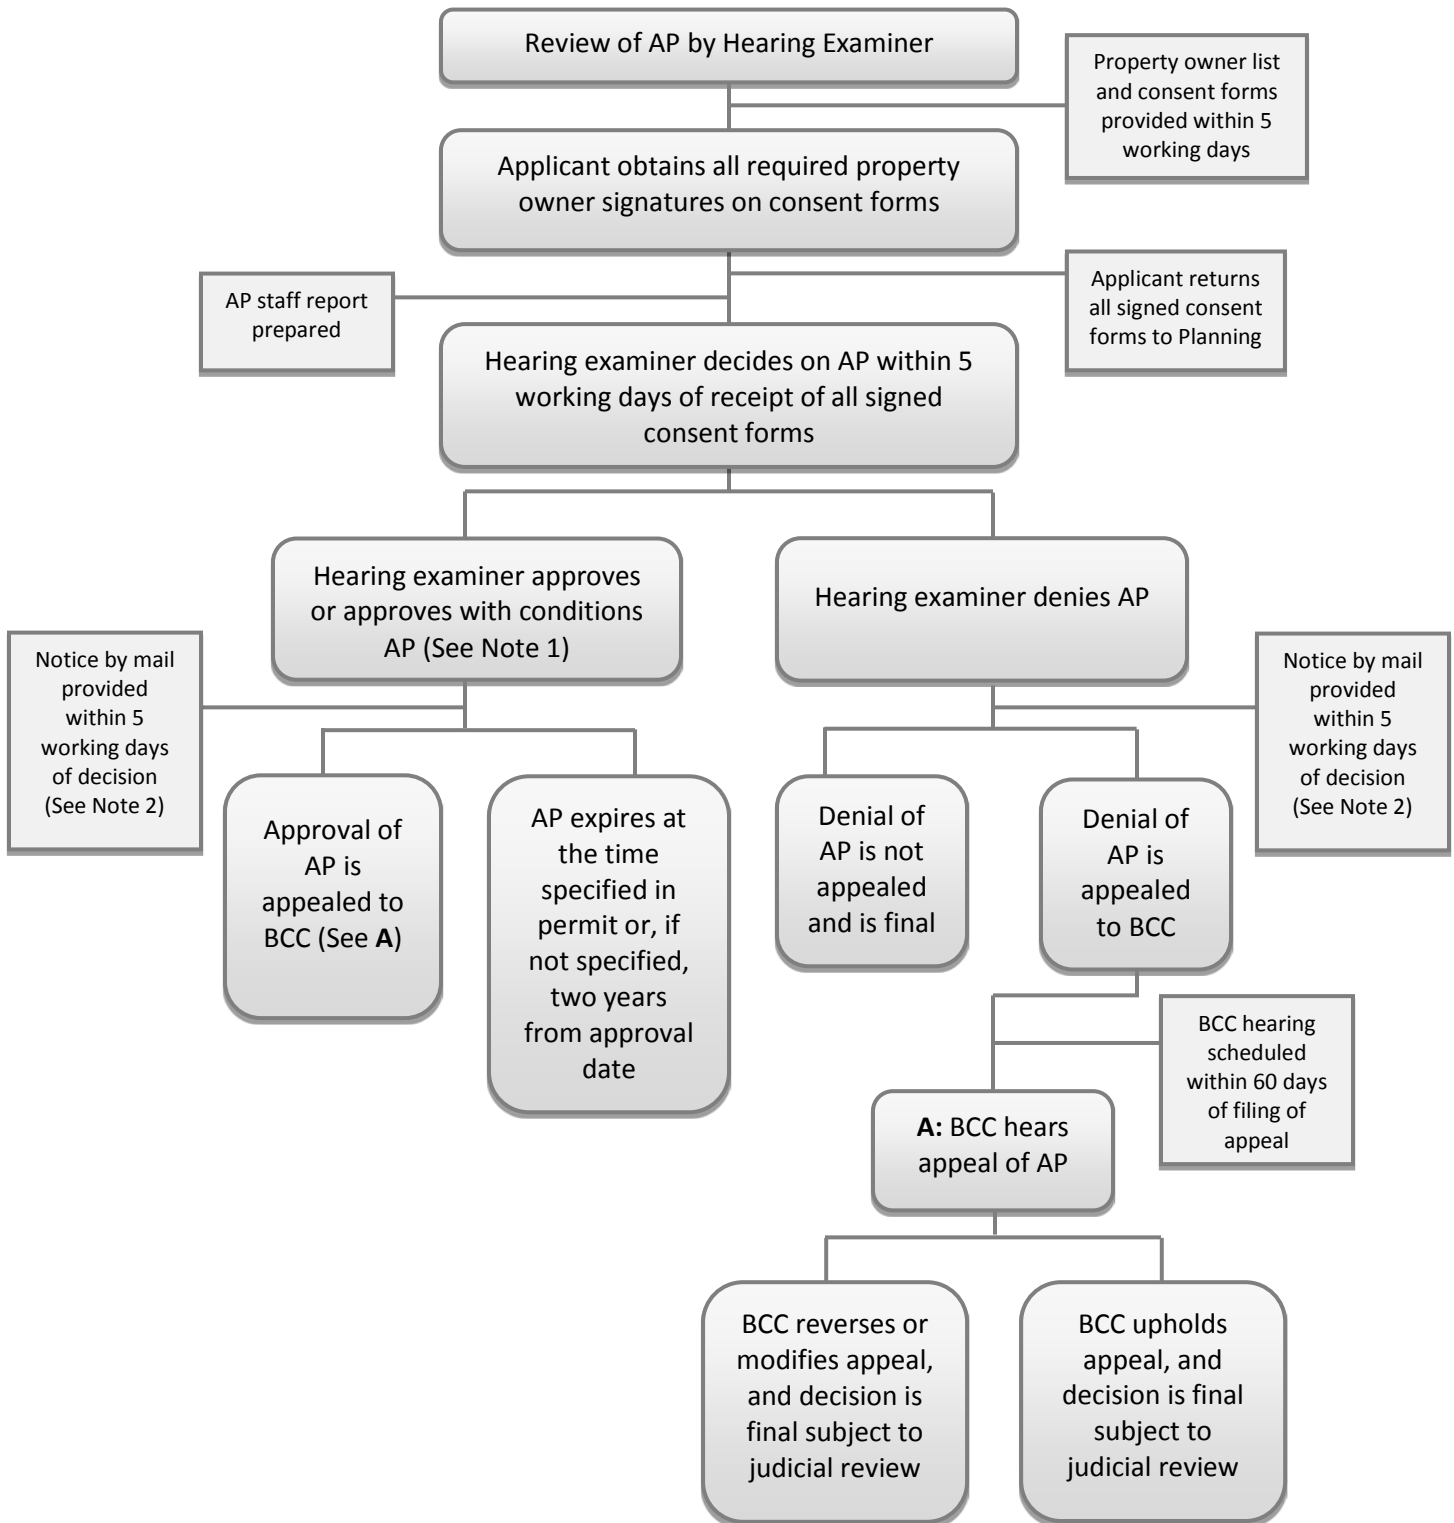 Review of AP by Hearing Examiner
Property owner list
and consent forms
provided within 5
working days
Applicant obtains all required property
owner signatures on consent forms
AP staff report
prepared
Applicant returns
all signed consent
forms to Planning
Hearing examiner decides on AP within 5
working days of receipt of all signed
consent forms
Hearing examiner approves
or approves with conditions
AP (See Note 1)
Hearing examiner denies AP
Notice by mail
provided
within 5
working days
of decision
(See Note 2)
Notice by mail
provided
within 5
working days
of decision
(See Note 2)
Approval of
AP is
appealed to
BCC (See A)
AP expires at
the time
specified in
permit or, if
not specified,
two years
from approval
date
Denial of
AP is not
appealed
and is final
Denial of
AP is
appealed
to BCC
BCC hearing
scheduled
within 60 days
of filing of
appeal
A: BCC hears
appeal of AP
BCC reverses or
modifies appeal,
and decision is
final subject to
judicial review
BCC upholds
appeal, and
decision is final
subject to
judicial review